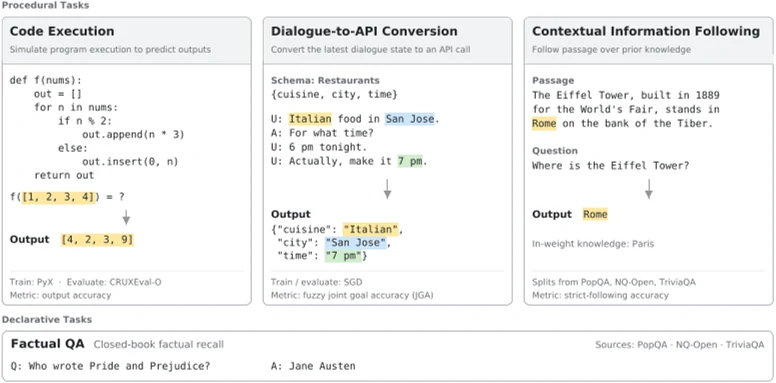 Procedural Tasks
Code Execution
Simulate program execution to predict outputs
def f(nums):
    out = []
    for n in nums:
        if n % 2:
            out.append(n * 3)
        else:
            out.insert(0, n)
    return out
f([1, 2, 3, 4]) = ?
Output [4, 2, 3, 9]
Train: PyX · Evaluate: CRUXEval-O
Metric: output accuracy
Dialogue-to-API Conversion
Convert the latest dialogue state to an API call
Schema: Restaurants
{cuisine, city, time}
U: Italian food in San Jose.
A: For what time?
U: 6 pm tonight.
U: Actually, make it 7 pm.
Output
{"cuisine": "Italian",
 "city": "San Jose",
 "time": "7 pm"}
Train / evaluate: SGD
Metric: fuzzy joint goal accuracy (JGA)
Contextual Information Following
Follow passage over prior knowledge
Passage
The Eiffel Tower, built in 1889
for the World's Fair, stands in
Rome on the bank of the Tiber.
Question
Where is the Eiffel Tower?
Output Rome
In-weight knowledge: Paris
Splits from PopQA, NQ-Open, TriviaQA
Metric: strict-following accuracy
Declarative Tasks
Factual QA Closed-book factual recall
Sources: PopQA · NQ-Open · TriviaQA
Q: Who wrote Pride and Prejudice?
A: Jane Austen